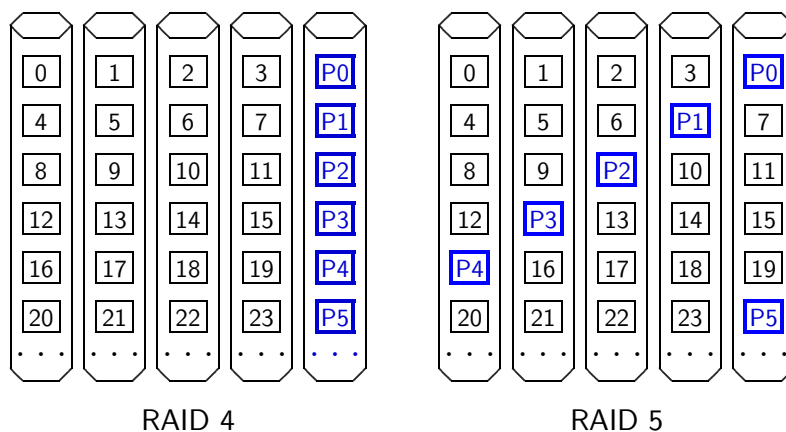 0 1 2 3 P0
4 5 6 7 P1
8 9 10 11 P2
12 13 14 15 P3
16 17 18 19 P4
20 21 22 23 P5
. . . . . . . . . . . . . . .
RAID 4
0 1 2 3 P0
4 5 6 P1 7
8 9 P2 10 11
12 P3 13 14 15
P4 16 17 18 19
20 21 22 23 P5
. . . . . . . . . . . . . . .
RAID 5